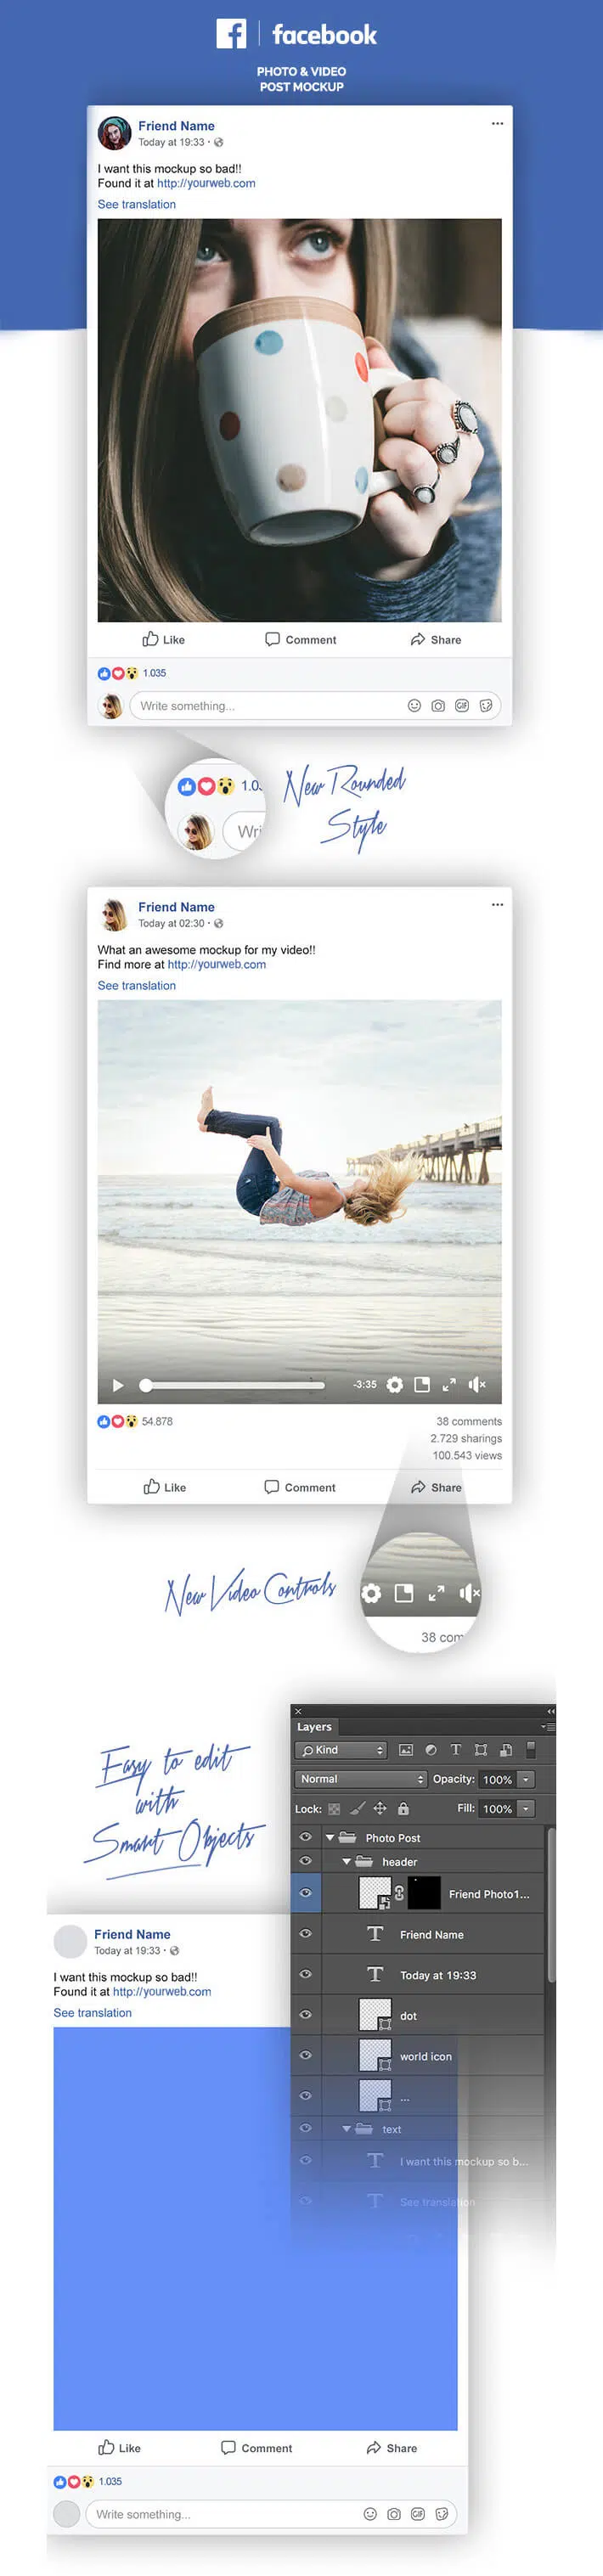 facebook
PHOTO & VIDEO
POST MOCKUP
Friend Name
Today at 19:33 ·
I want this mockup so bad!!
Found it at http://yourweb.com
See translation
Like Comment Share
1.035
Write something...
GIF
1.0
Wri
New Rounded
Style
Friend Name
Today at 02:30 ·
What an awesome mockup for my video!!
Find more at http://yourweb.com
See translation
-3:35
54.878 38 comments
2.729 sharings
100.543 views
Like Comment Share
New Video Controls
38 com
Easy to edit
with
Smart Objects
Layers
Kind
Normal Opacity: 100%
Lock: Fill: 100%
Photo Post
header
Friend Photo1...
Friend Name
Today at 19:33
dot
world icon
...
text
I want this mockup so b...
See translation
Friend Name
Today at 19:33 ·
I want this mockup so bad!!
Found it at http://yourweb.com
See translation
Like Comment Share
1.035
Write something...
GIF